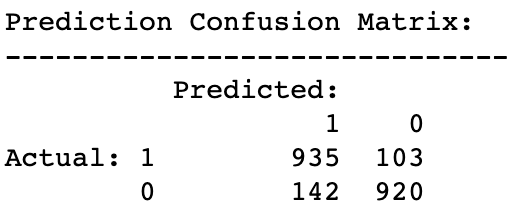 Prediction Confusion Matrix:
------------------------------
Predicted:
1 0
Actual: 1 935 103
0 142 920